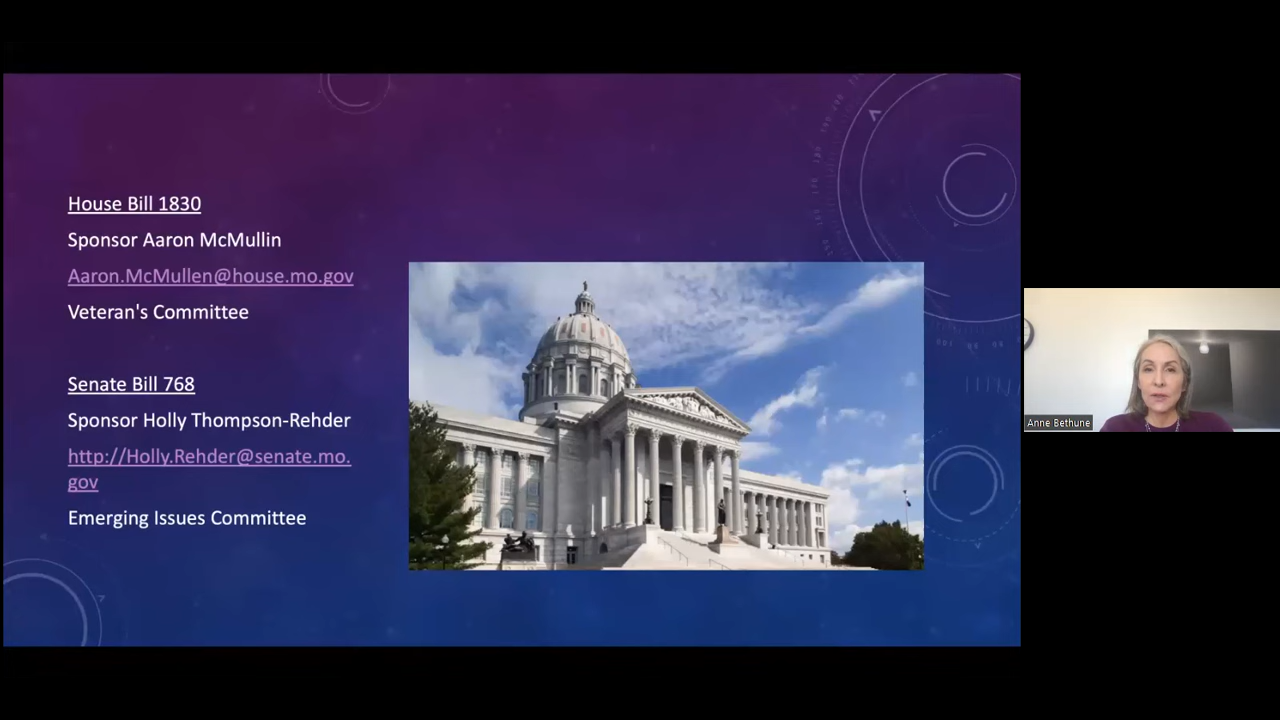 House Bill 1830
Sponsor Aaron McMullin
Aaron.McMullen@house.mo.gov
Veteran's Committee
Senate Bill 768
Sponsor Holly Thompson-Rehder
http://Holly.Rehder@senate.mo.
gov
Emerging Issues Committee
Anne Bethune